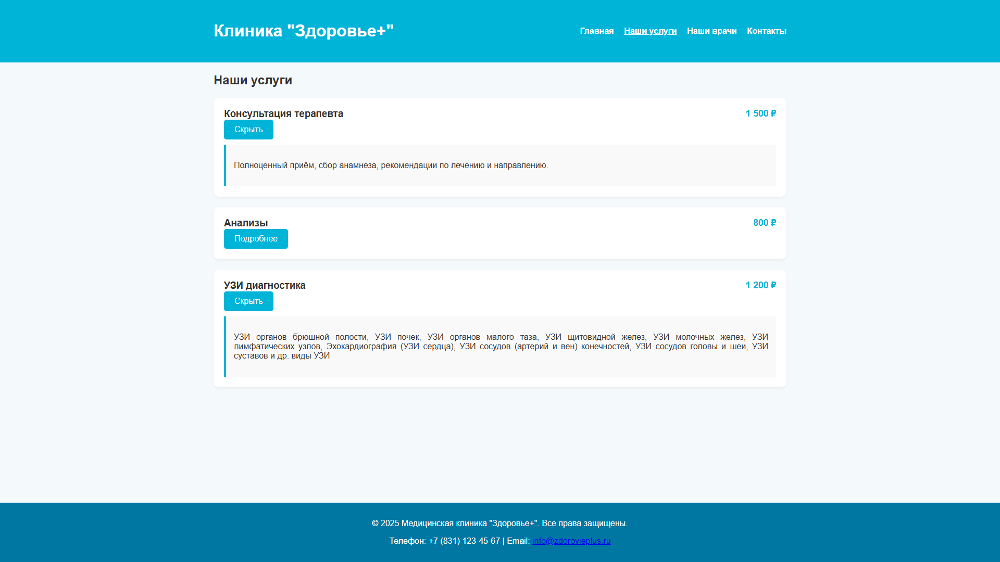 Клиника "Здоровье+"
Главная Наши услуги Наши врачи Контакты
Наши услуги
Консультация терапевта 1 500 ₽
Скрыть
Полноценный приём, сбор анамнеза, рекомендации по лечению и направлению.
Анализы 800 ₽
Подробнее
УЗИ диагностика 1 200 ₽
Скрыть
УЗИ органов брюшной полости, УЗИ почек, УЗИ органов малого таза, УЗИ щитовидной желез, УЗИ молочных желез, УЗИ
лимфатических узлов, Эхокардиография (УЗИ сердца), УЗИ сосудов (артерий и вен) конечностей, УЗИ сосудов головы и шеи, УЗИ
суставов и др. виды УЗИ
© 2025 Медицинская клиника "Здоровье+". Все права защищены.
Телефон: +7 (831) 123-45-67 | Email: info@zdorovieplus.ru